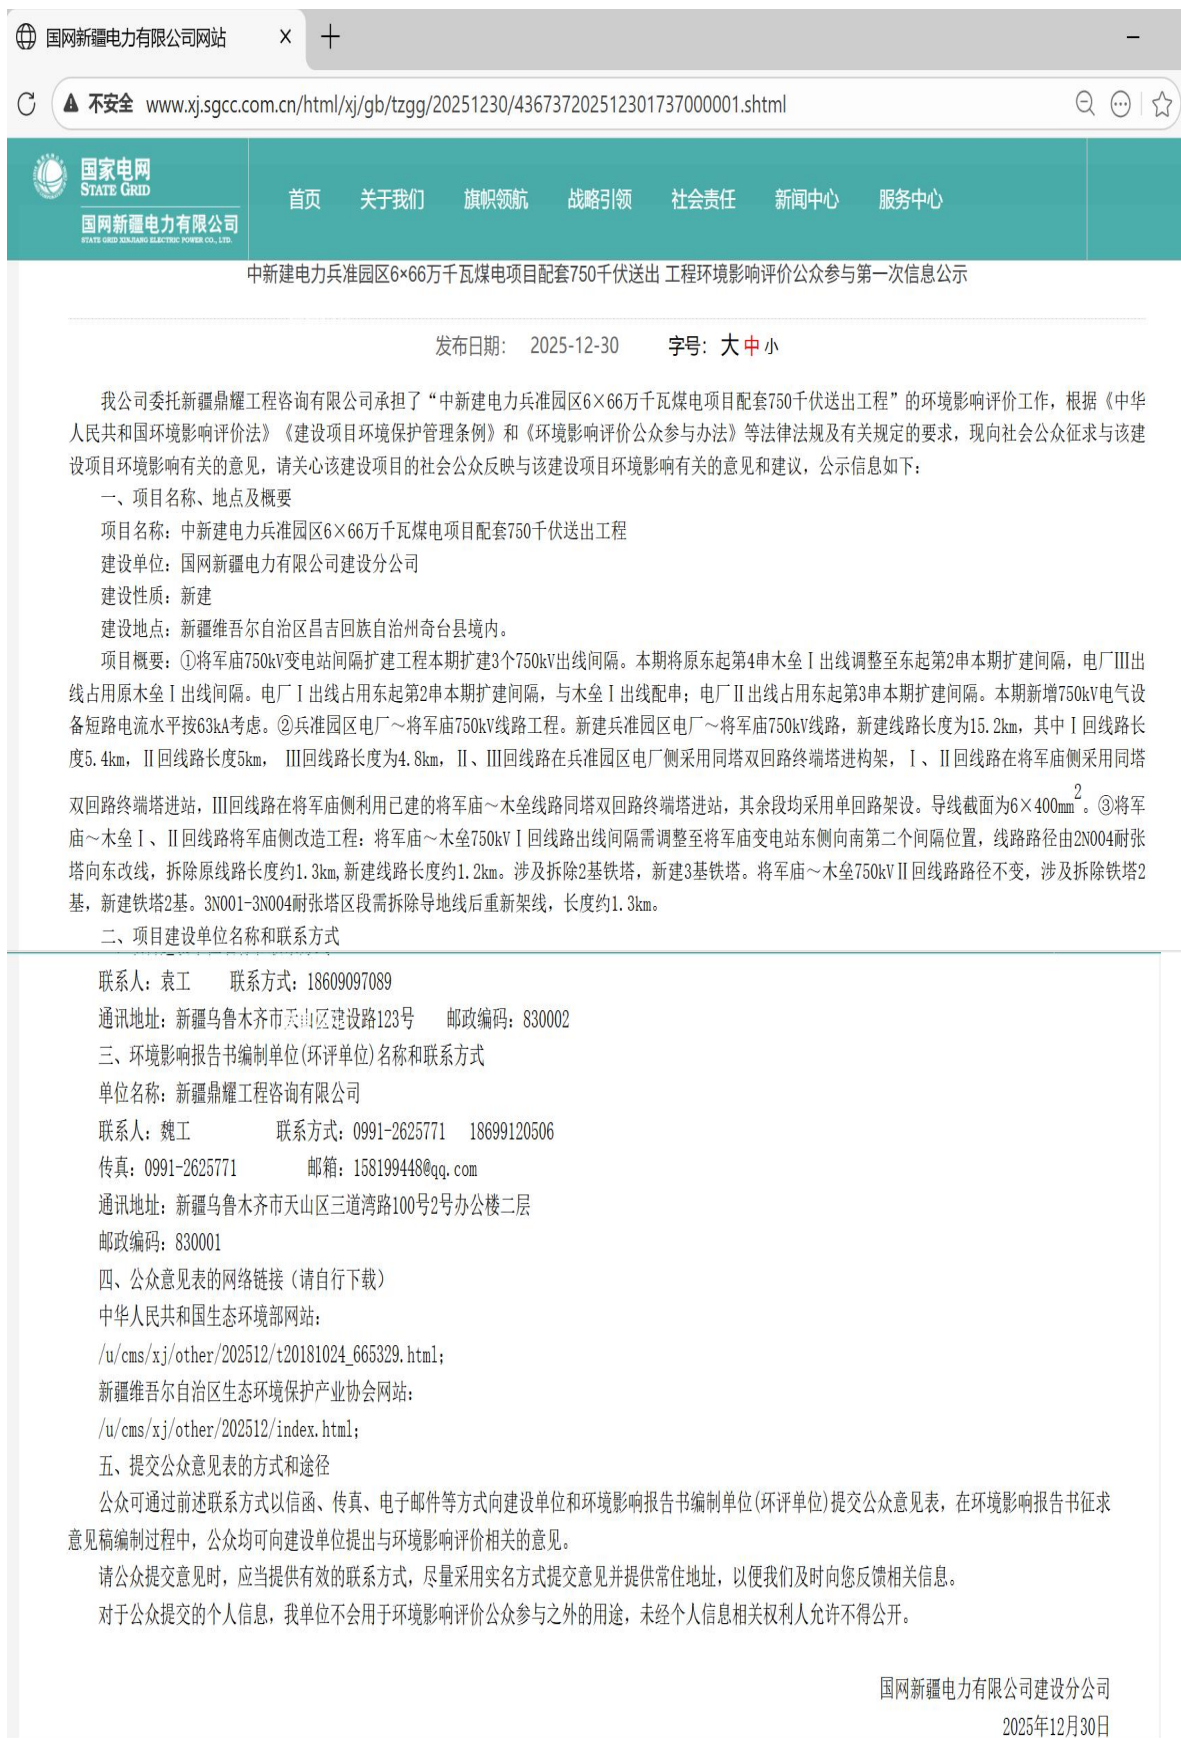 国网新疆电力有限公司网站
不安全 www.xj.sgcc.com.cn/html/xj/gb/tzgg/20251230/436737202512301737000001.shtml
国家电网
STATE GRID
国网新疆电力有限公司
STATE GRID XINJIANG ELECTRIC POWER CO., LTD.
首页 关于我们 旗帜领航 战略引领 社会责任 新闻中心 服务中心
中新建电力兵准园区6×66万千瓦煤电项目配套750千伏送出 工程环境影响评价公众参与第一次信息公示
发布日期： 2025-12-30 字号：大 中 小
我公司委托新疆鼎耀工程咨询有限公司承担了“中新建电力兵准园区6×66万千瓦煤电项目配套750千伏送出工程”的环境影响评价工作，根据《中华
人民共和国环境影响评价法》《建设项目环境保护管理条例》和《环境影响评价公众参与办法》等法律法规及有关规定的要求，现向社会公众征求与该建
设项目环境影响有关的意见，请关心该建设项目的社会公众反映与该建设项目环境影响有关的意见和建议，公示信息如下：
一、项目名称、地点及概要
项目名称：中新建电力兵准园区6×66万千瓦煤电项目配套750千伏送出工程
建设单位：国网新疆电力有限公司建设分公司
建设性质：新建
建设地点：新疆维吾尔自治区昌吉回族自治州奇台县境内。
项目概要：①将军庙750kV变电站间隔扩建工程本期扩建3个750kV出线间隔。本期将原东起第4串木垒Ⅰ出线调整至东起第2串本期扩建间隔，电厂Ⅲ出
线占用原木垒Ⅰ出线间隔。电厂Ⅰ出线占用东起第2串本期扩建间隔，与木垒Ⅰ出线配串；电厂Ⅱ出线占用东起第3串本期扩建间隔。本期新增750kV电气设
备短路电流水平按63kA考虑。②兵准园区电厂～将军庙750kV线路工程。新建兵准园区电厂～将军庙750kV线路，新建线路长度为15.2km，其中Ⅰ回线路长
度5.4km，Ⅱ回线路长度5km， Ⅲ回线路长度为4.8km，Ⅱ、Ⅲ回线路在兵准园区电厂侧采用同塔双回路终端塔进构架，Ⅰ、Ⅱ回线路在将军庙侧采用同塔
双回路终端塔进站，Ⅲ回线路在将军庙侧利用已建的将军庙～木垒线路同塔双回路终端塔进站，其余段均采用单回路架设。导线截面为6×400mm²。③将军
庙～木垒Ⅰ、Ⅱ回线路将军庙侧改造工程：将军庙～木垒750kVⅠ回线路出线间隔需调整至将军庙变电站东侧向南第二个间隔位置，线路路径由2N004耐张
塔向东改线，拆除原线路长度约1.3km,新建线路长度约1.2km。涉及拆除2基铁塔，新建3基铁塔。将军庙～木垒750kVⅡ回线路路径不变，涉及拆除铁塔2
基，新建铁塔2基。3N001-3N004耐张塔区段需拆除导地线后重新架线，长度约1.3km。
二、项目建设单位名称和联系方式
联系人：袁工 联系方式：18609097089
通讯地址：新疆乌鲁木齐市天山区建设路123号 邮政编码：830002
三、环境影响报告书编制单位(环评单位)名称和联系方式
单位名称：新疆鼎耀工程咨询有限公司
联系人：魏工 联系方式：0991-2625771 18699120506
传真：0991-2625771 邮箱：158199448@qq.com
通讯地址：新疆乌鲁木齐市天山区三道湾路100号2号办公楼二层
邮政编码：830001
四、公众意见表的网络链接（请自行下载）
中华人民共和国生态环境部网站：
/u/cms/xj/other/202512/t20181024_665329.html；
新疆维吾尔自治区生态环境保护产业协会网站：
/u/cms/xj/other/202512/index.html；
五、提交公众意见表的方式和途径
公众可通过前述联系方式以信函、传真、电子邮件等方式向建设单位和环境影响报告书编制单位(环评单位)提交公众意见表，在环境影响报告书征求
意见稿编制过程中，公众均可向建设单位提出与环境影响评价相关的意见。
请公众提交意见时，应当提供有效的联系方式，尽量采用实名方式提交意见并提供常住地址，以便我们及时向您反馈相关信息。
对于公众提交的个人信息，我单位不会用于环境影响评价公众参与之外的用途，未经个人信息相关权利人允许不得公开。
国网新疆电力有限公司建设分公司
2025年12月30日